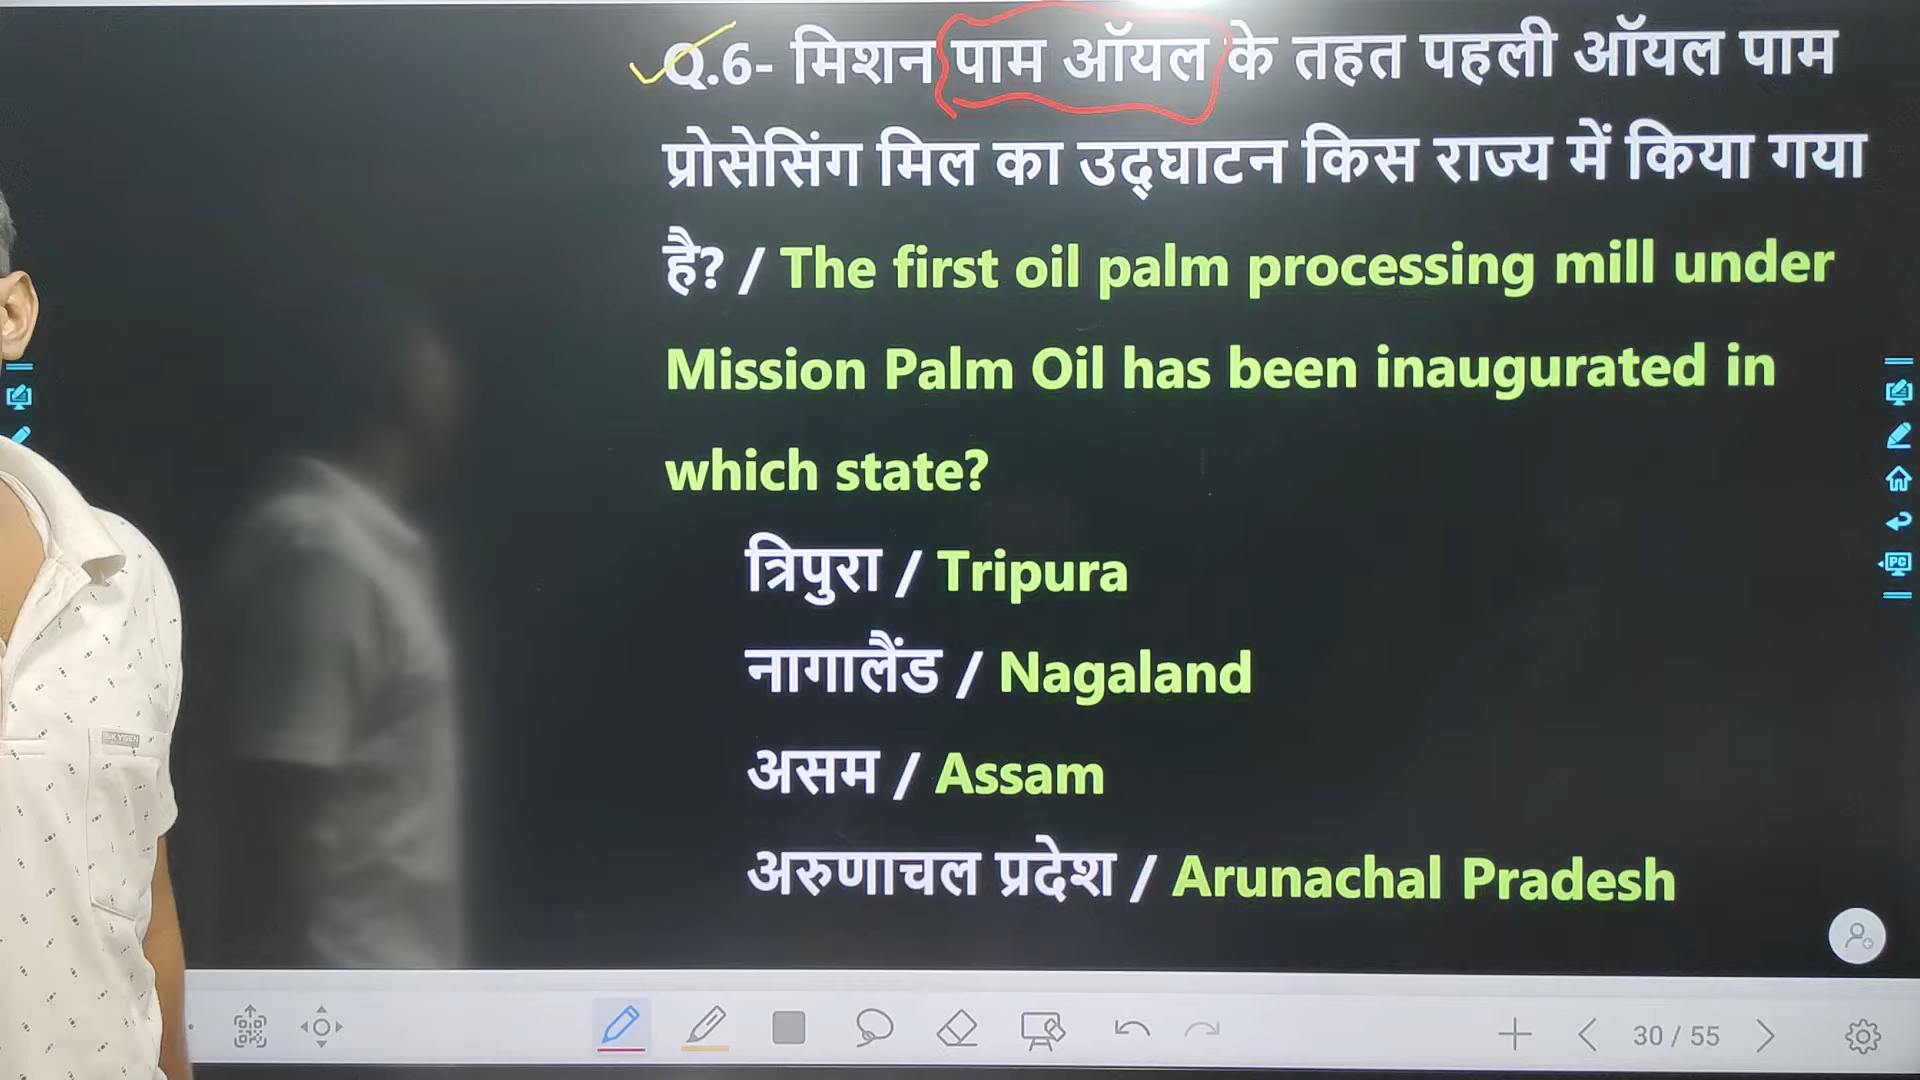 Q.6- मिशन पाम ऑयल के तहत पहली ऑयल पाम
प्रोसेसिंग मिल का उद्घाटन किस राज्य में किया गया
है? / The first oil palm processing mill under
Mission Palm Oil has been inaugurated in
which state?
त्रिपुरा / Tripura
नागालैंड / Nagaland
असम / Assam
अरुणाचल प्रदेश / Arunachal Pradesh
PC
30 / 55